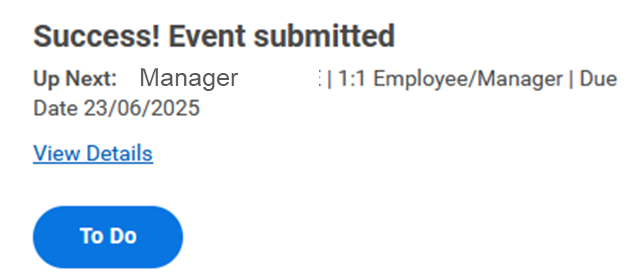 Success! Event submitted
Up Next: Manager | 1:1 Employee/Manager | Due
Date 23/06/2025
View Details
To Do